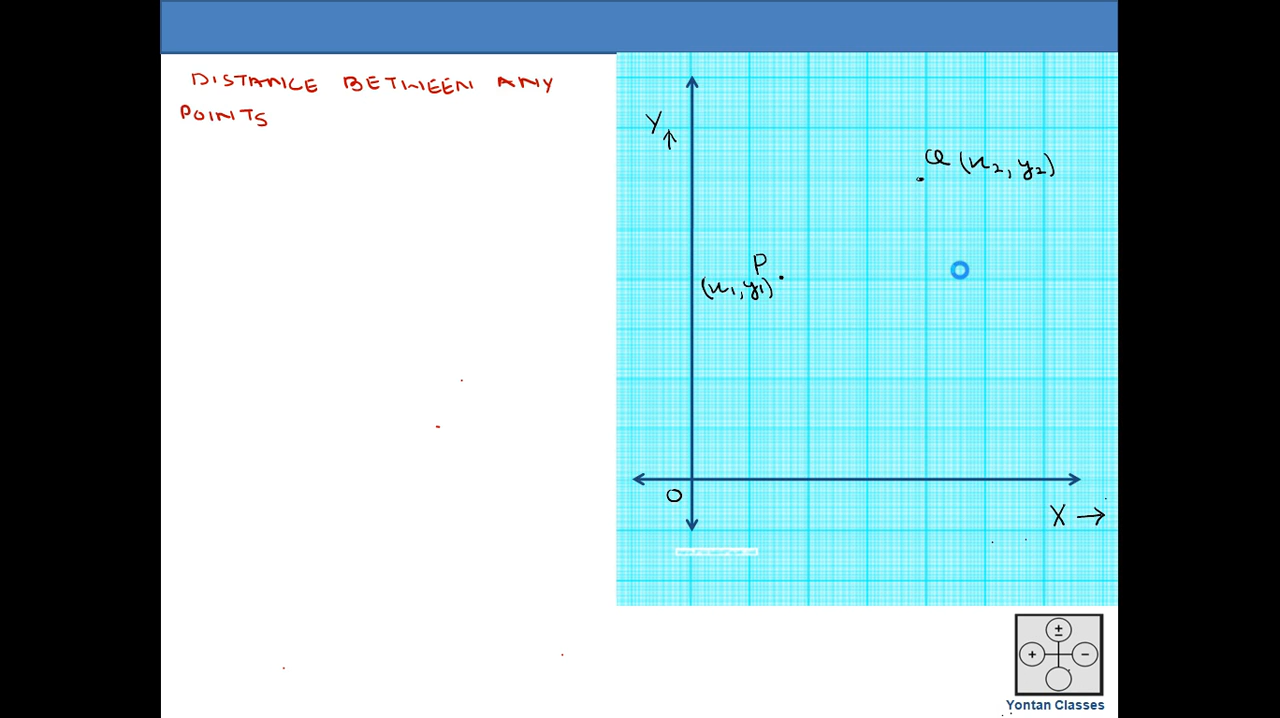 DISTANCE BETWEEN ANY
POINTS
Y
Q (x2, y2)
P
(x1, y1)
O
X →
+
±
−
Yontan Classes